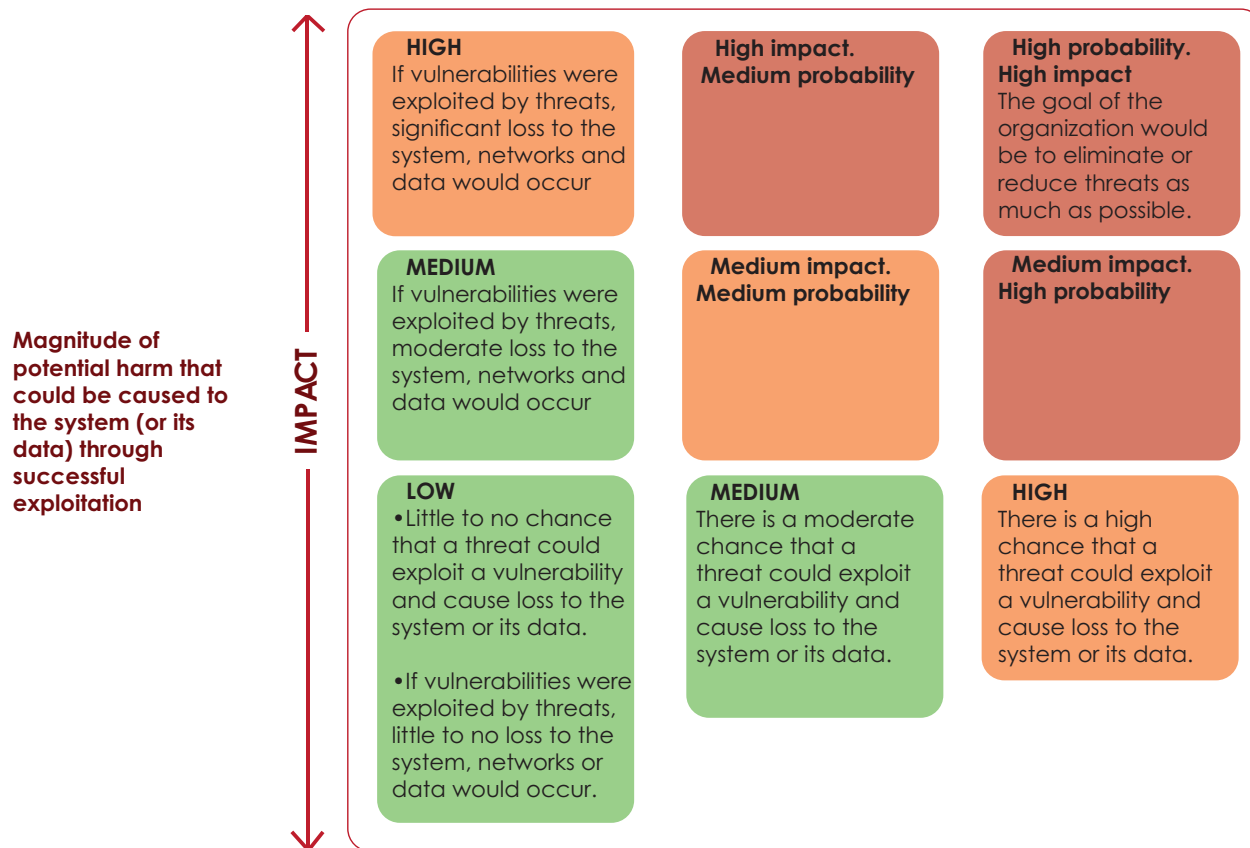 Magnitude of
potential harm that
could be caused to
the system (or its
data) through
successful
exploitation
IMPACT
HIGH
If vulnerabilities were
exploited by threats,
significant loss to the
system, networks and
data would occur
High impact.
Medium probability
High probability.
High impact
The goal of the
organization would
be to eliminate or
reduce threats as
much as possible.
MEDIUM
If vulnerabilities were
exploited by threats,
moderate loss to the
system, networks and
data would occur
Medium impact.
Medium probability
Medium impact.
High probability
LOW
•Little to no chance
that a threat could
exploit a vulnerability
and cause loss to the
system or its data.
•If vulnerabilities were
exploited by threats,
little to no loss to the
system, networks or
data would occur.
MEDIUM
There is a moderate
chance that a
threat could exploit
a vulnerability and
cause loss to the
system or its data.
HIGH
There is a high
chance that a
threat could exploit
a vulnerability and
cause loss to the
system or its data.